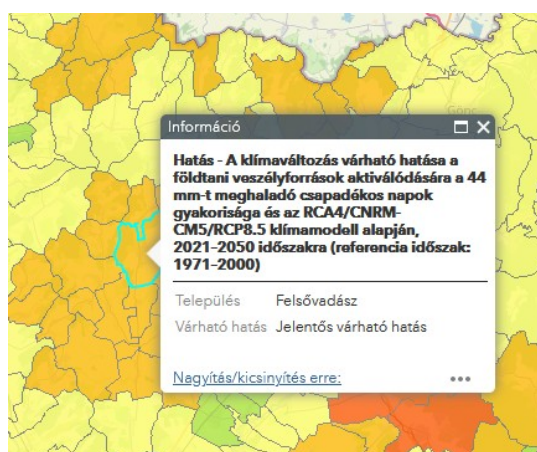 Információ
Hatás - A klímaváltozás várható hatása a
földtani veszélyforrások aktiválódására a 44
mm-t meghaladó csapadékos napok
gyakorisága és az RCA4/CNRM-
CM5/RCP8.5 klímamodell alapján,
2021-2050 időszakra (referencia időszak:
1971-2000)
Település Felsővadász
Várható hatás Jelentős várható hatás
Nagyítás/kicsinyítés erre: